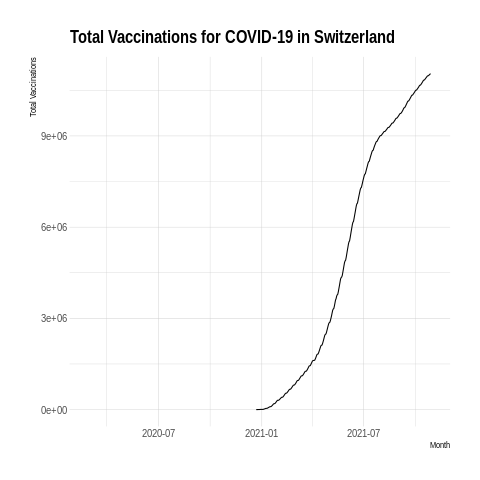 Total Vaccinations for COVID-19 in Switzerland
Total Vaccinations
9e+06
6e+06
3e+06
0e+00
2020-07 2021-01 2021-07
Month